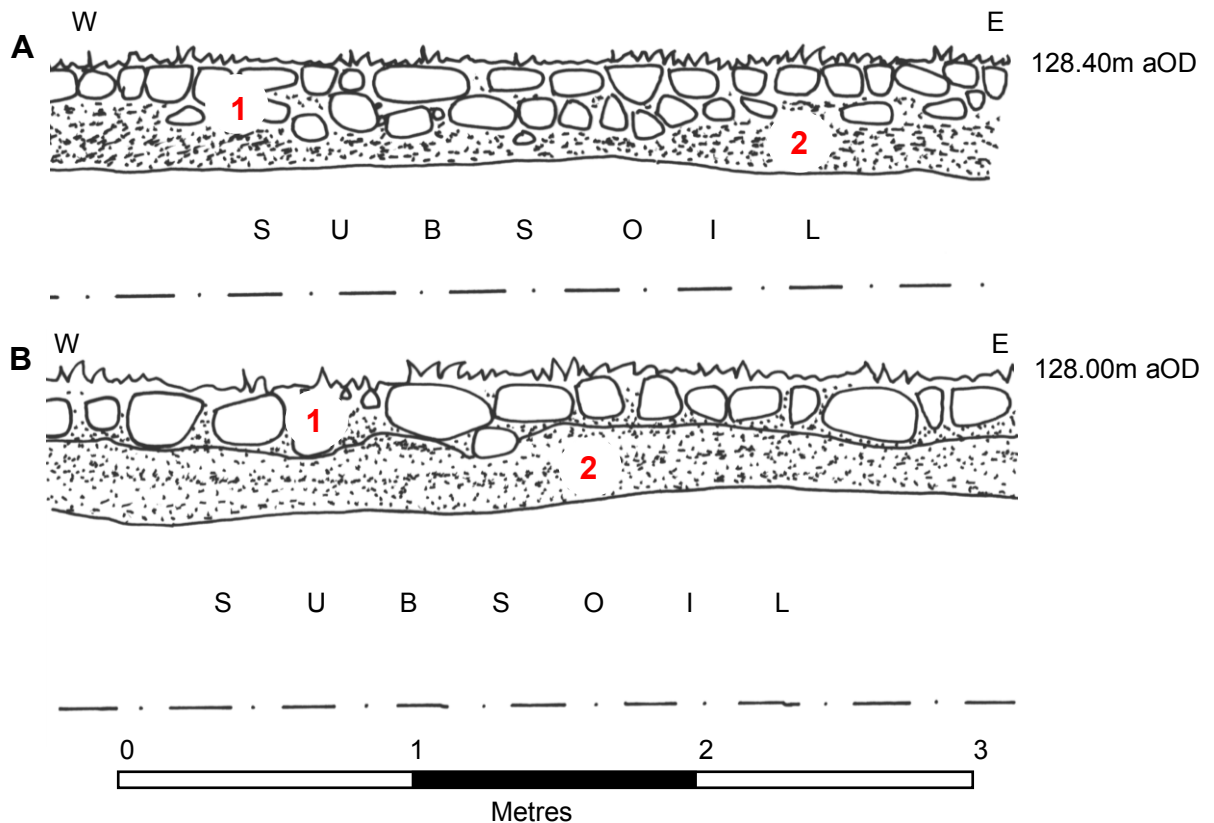 W E
A 128.40m aOD
1
2
S U B S O I L
W E
B 128.00m aOD
1
2
S U B S O I L
0 1 2 3
Metres